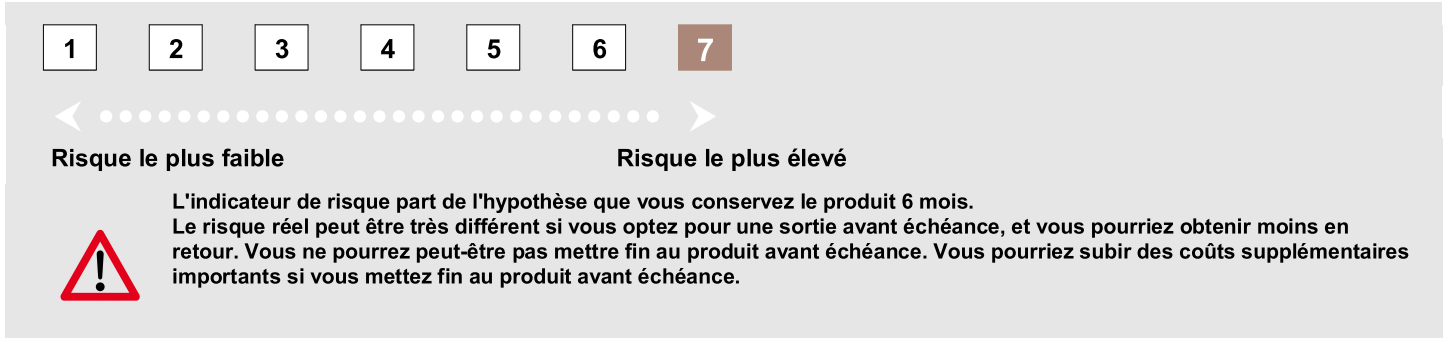 1 2 3 4 5 6 7
Risque le plus faible Risque le plus élevé
L'indicateur de risque part de l'hypothèse que vous conservez le produit 6 mois.
Le risque réel peut être très différent si vous optez pour une sortie avant échéance, et vous pourriez obtenir moins en
retour. Vous ne pourrez peut-être pas mettre fin au produit avant échéance. Vous pourriez subir des coûts supplémentaires
importants si vous mettez fin au produit avant échéance.